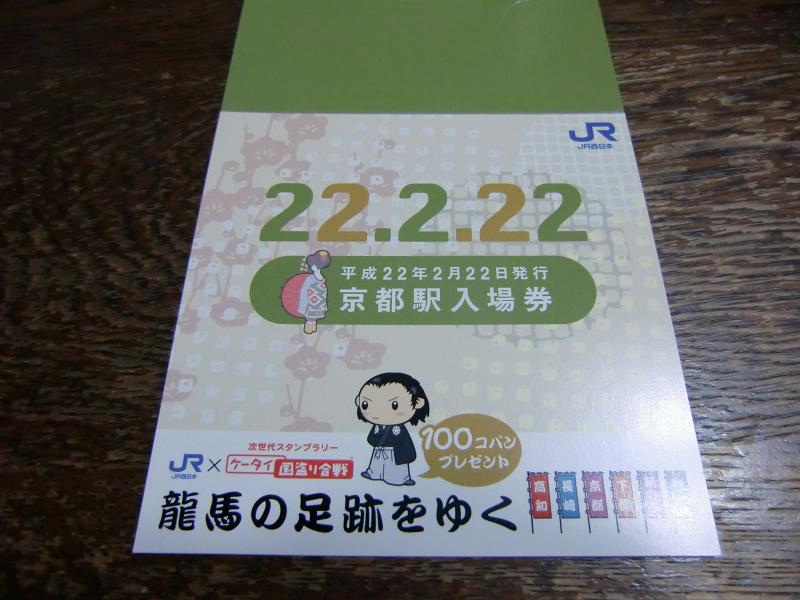 JR
JR西日本
22.2.22
平成22年2月22日発行
京都駅入場券
100コバン
プレゼント
次世代スタンプラリー
JR
JR西日本
×
ケータイ国盗り合戦
龍馬の足跡をゆく
高知
長崎
京都